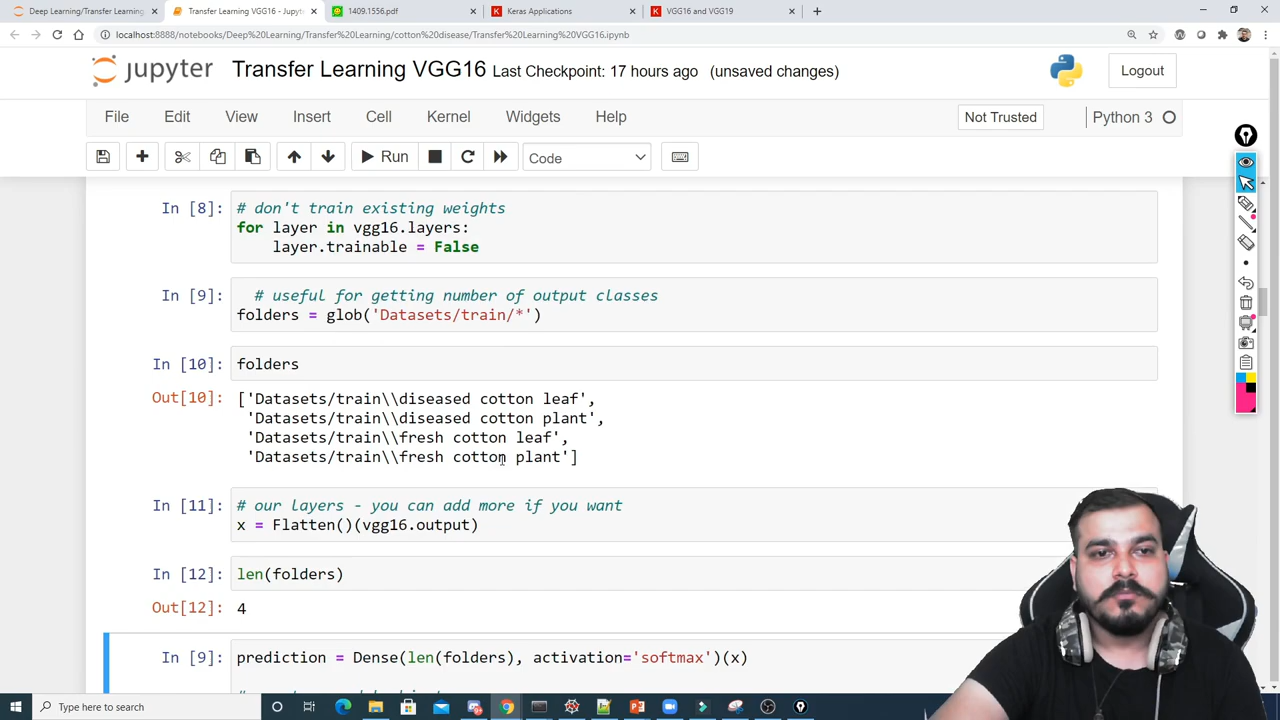 Deep Learning/Transfer Learning
Transfer Learning VGG16 - Jupyte
1409.1556.pdf
Keras Applications
VGG16 and VGG19
localhost:8888/notebooks/Deep%20Learning/Transfer%20Learning/cotton%20disease/Transfer%20Learning%20VGG16.ipynb
jupyter Transfer Learning VGG16 Last Checkpoint: 17 hours ago (unsaved changes) Logout
File Edit View Insert Cell Kernel Widgets Help Not Trusted Python 3
Run Code
In [8]: # don't train existing weights
for layer in vgg16.layers:
layer.trainable = False
In [9]: # useful for getting number of output classes
folders = glob('Datasets/train/*')
In [10]: folders
Out[10]: ['Datasets/train\\diseased cotton leaf',
'Datasets/train\\diseased cotton plant',
'Datasets/train\\fresh cotton leaf',
'Datasets/train\\fresh cotton plant']
In [11]: # our layers - you can add more if you want
x = Flatten()(vgg16.output)
In [12]: len(folders)
Out[12]: 4
In [9]: prediction = Dense(len(folders), activation='softmax')(x)
Type here to search